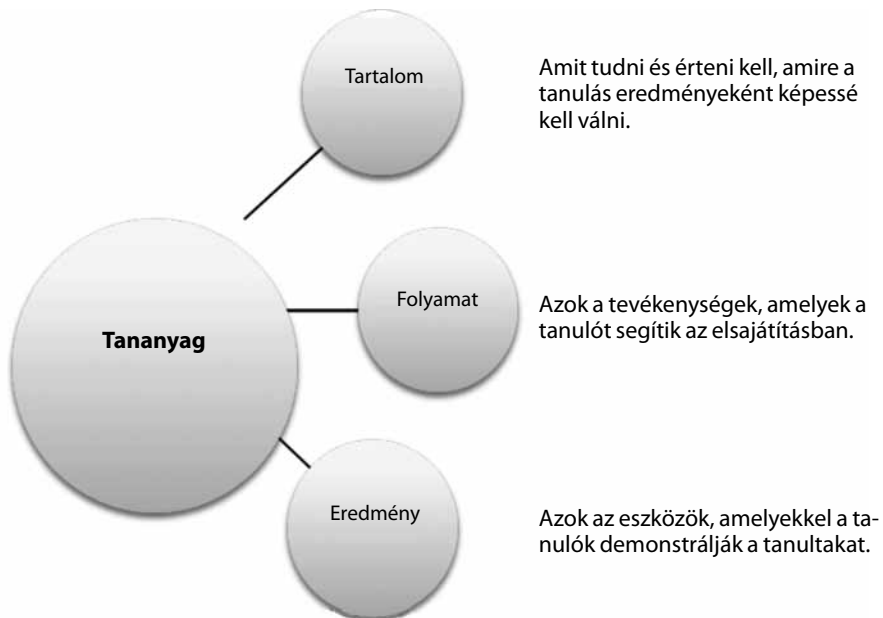 Tartalom
Amit tudni és érteni kell, amire a
tanulás eredményeként képessé
kell válni.
Tananyag
Folyamat
Azok a tevékenységek, amelyek a
tanulót segítik az elsajátításban.
Eredmény
Azok az eszközök, amelyekkel a ta-
nulók demonstrálják a tanultakat.